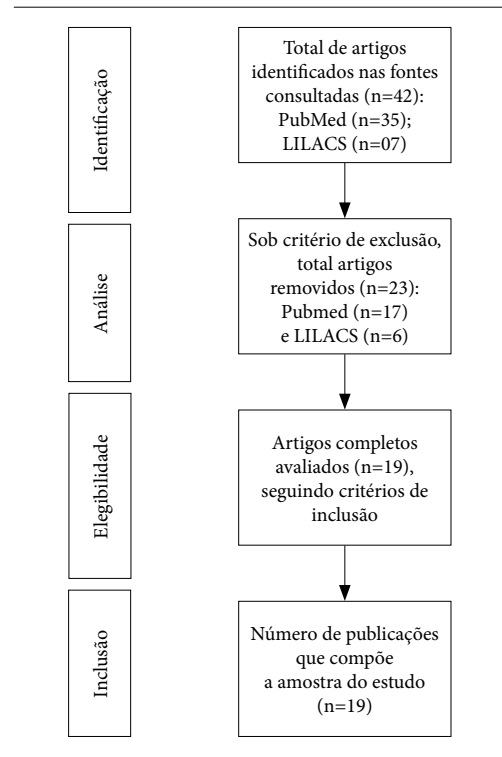 Identificação
Total de artigos
identificados nas fontes
consultadas (n=42):
PubMed (n=35);
LILACS (n=07)
Análise
Sob critério de exclusão,
total artigos
removidos (n=23):
Pubmed (n=17)
e LILACS (n=6)
Elegibilidade
Artigos completos
avaliados (n=19),
seguindo critérios de
inclusão
Inclusão
Número de publicações
que compõe
a amostra do estudo
(n=19)